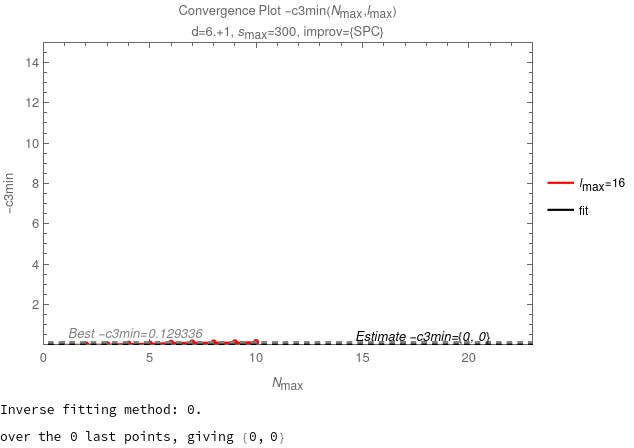 Convergence Plot −c3min(Nmax,lmax)
d=6.+1, smax=300, improv={SPC}
14
12
10
8
6
4
2
−c3min
Best −c3min=0.129336
Estimate −c3min={0, 0}
0 5 10 15 20
Nmax
lmax=16
fit
Inverse fitting method: 0.
over the 0 last points, giving {0, 0}